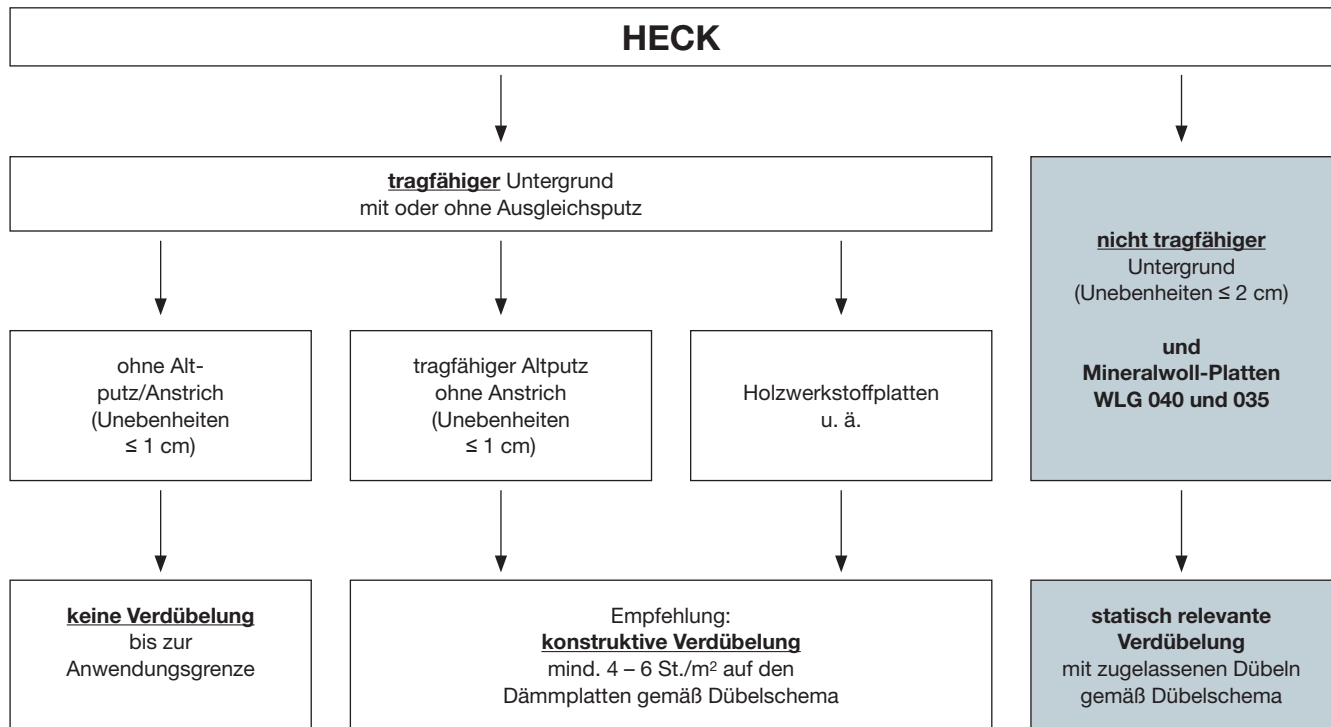 HECK
tragfähiger Untergrund
mit oder ohne Ausgleichsputz
nicht tragfähiger
Untergrund
(Unebenheiten ≤ 2 cm)
und
Mineralwoll-Platten
WLG 040 und 035
ohne Alt-
putz/Anstrich
(Unebenheiten
≤ 1 cm)
tragfähiger Altputz
ohne Anstrich
(Unebenheiten
≤ 1 cm)
Holzwerkstoffplatten
u. ä.
keine Verdübelung
bis zur
Anwendungsgrenze
Empfehlung:
konstruktive Verdübelung
mind. 4 – 6 St./m² auf den
Dämmplatten gemäß Dübelschema
statisch relevante
Verdübelung
mit zugelassenen Dübeln
gemäß Dübelschema